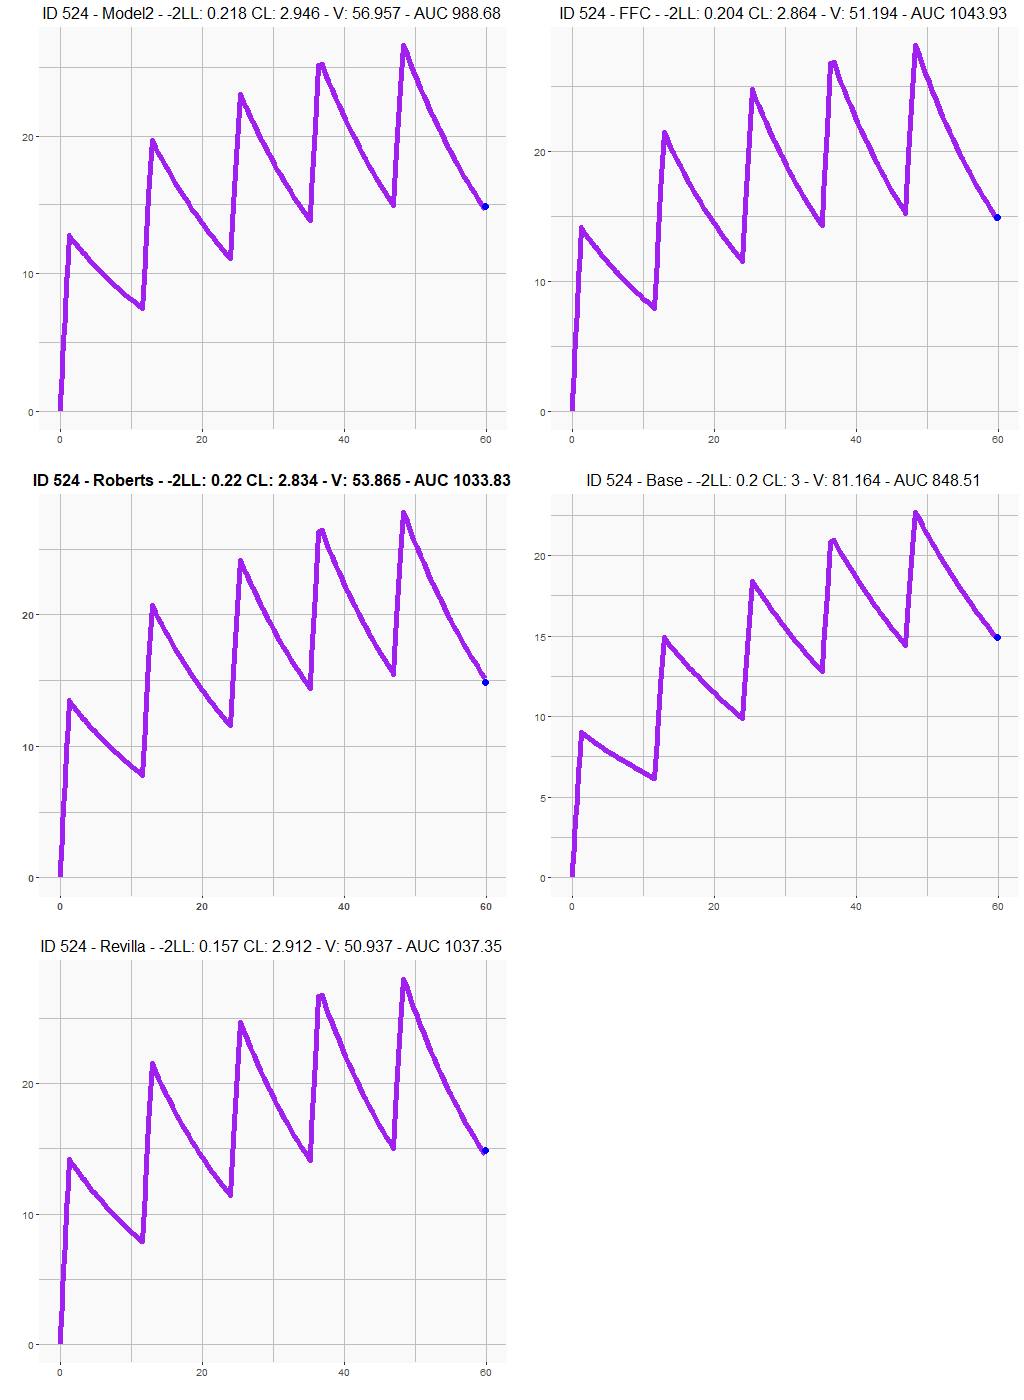 ID 524 - Model2 - -2LL: 0.218 CL: 2.946 - V: 56.957 - AUC 988.68
20
10
0
0 20 40 60
ID 524 - FFC - -2LL: 0.204 CL: 2.864 - V: 51.194 - AUC 1043.93
20
10
0
0 20 40 60
ID 524 - Roberts - -2LL: 0.22 CL: 2.834 - V: 53.865 - AUC 1033.83
20
10
0
0 20 40 60
ID 524 - Base - -2LL: 0.2 CL: 3 - V: 81.164 - AUC 848.51
20
15
10
5
0
0 20 40 60
ID 524 - Revilla - -2LL: 0.157 CL: 2.912 - V: 50.937 - AUC 1037.35
20
10
0
0 20 40 60